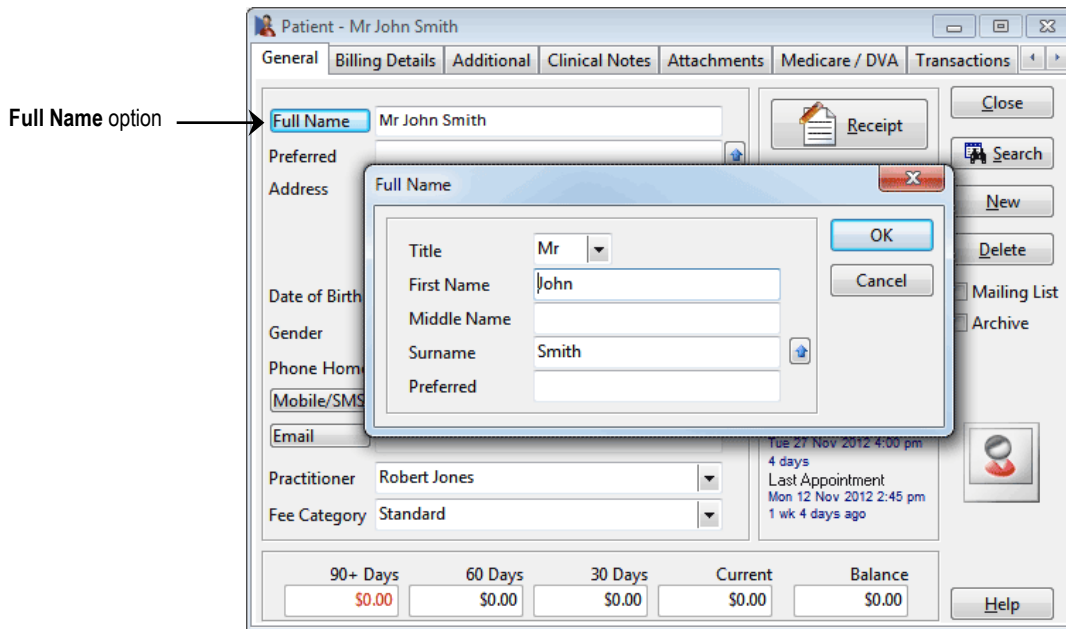 Patient - Mr John Smith
General Billing Details Additional Clinical Notes Attachments Medicare / DVA Transactions
Full Name option
Full Name Mr John Smith
Receipt
Close
Preferred
Search
Address
Full Name
New
Title Mr
OK
Delete
First Name John
Cancel
Date of Birth
Mailing List
Middle Name
Gender
Archive
Surname Smith
Phone Home
Preferred
Mobile/SMS
Email
Tue 27 Nov 2012 4:00 pm
4 days
Practitioner Robert Jones
Last Appointment
Mon 12 Nov 2012 2:45 pm
Fee Category Standard
1 wk 4 days ago
90+ Days 60 Days 30 Days Current Balance
$0.00 $0.00 $0.00 $0.00 $0.00
Help